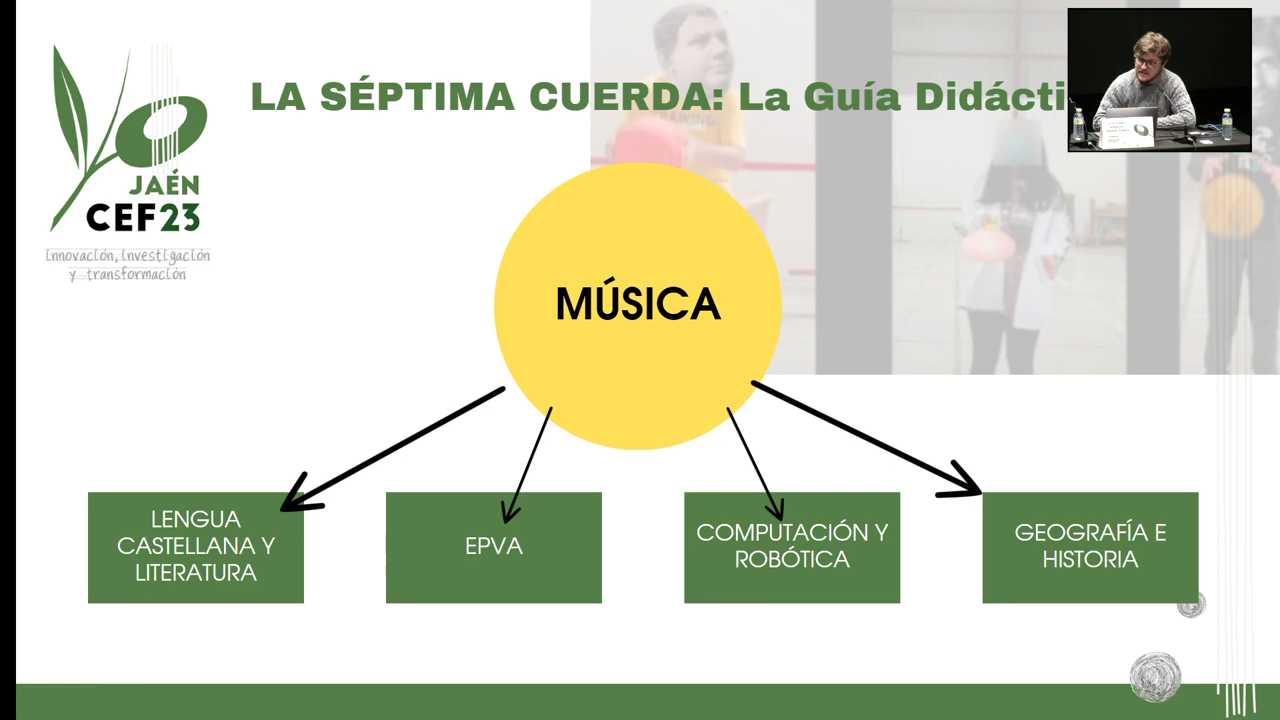 LA SÉPTIMA CUERDA: La Guía Didácti
JAÉN
CEF23
Innovación, investigación
y transformación
MÚSICA
LENGUA
CASTELLANA Y
LITERATURA
EPVA
COMPUTACIÓN Y
ROBÓTICA
GEOGRAFÍA E
HISTORIA